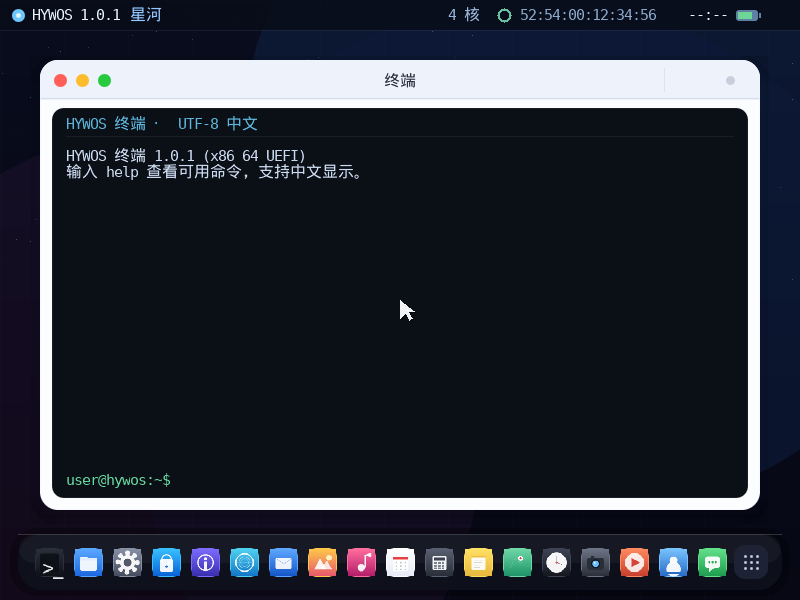 HYWOS 1.0.1 星河
4 核 52:54:00:12:34:56 --:--
终端
HYWOS 终端 · UTF-8 中文
HYWOS 终端 1.0.1 (x86 64 UEFI)
输入 help 查看可用命令, 支持中文显示。
user@hywos:~$
>_